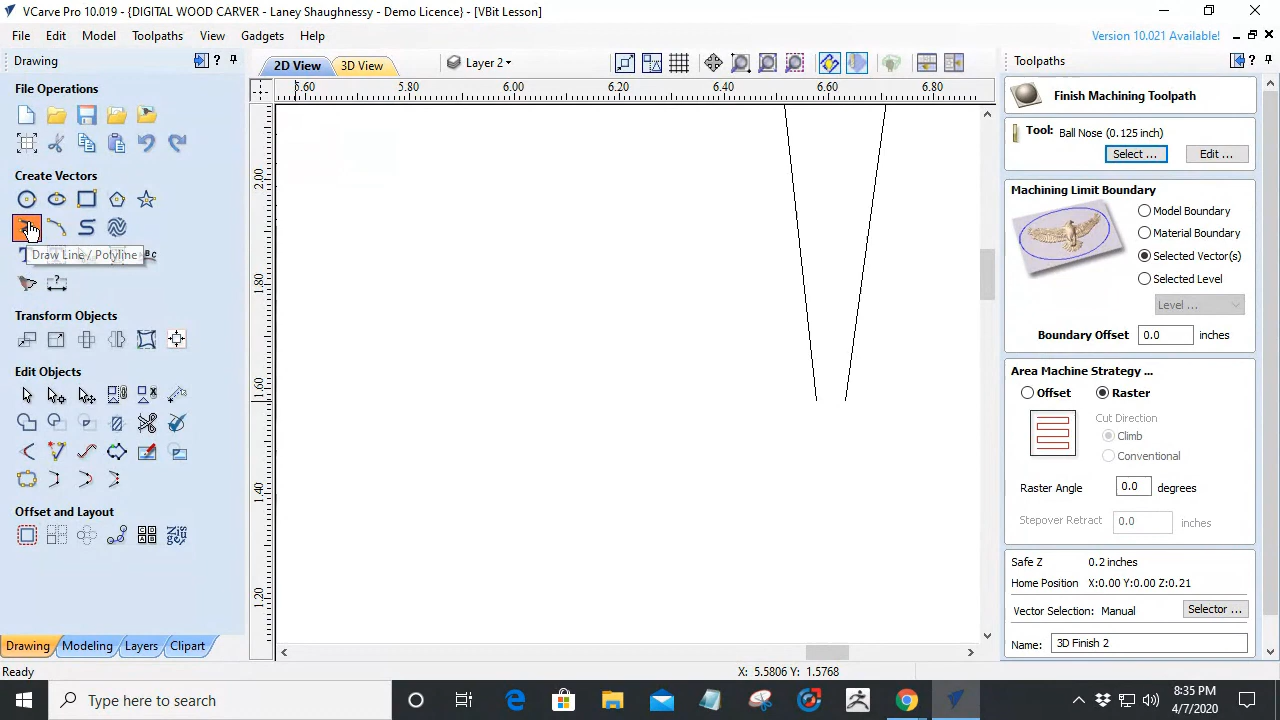 VCarve Pro 10.019 - {DIGITAL WOOD CARVER - Laney Shaughnessy - Demo Licence} - [VBit Lesson]
File Edit Model Toolpaths View Gadgets Help
Version 10.021 Available!
Drawing
2D View
3D View
Layer 2
Toolpaths
File Operations
5.60 5.80 6.00 6.20 6.40 6.60 6.80
2.00
1.80
1.60
1.40
1.20
Create Vectors
Draw Line / Polyline
Transform Objects
Edit Objects
Offset and Layout
Drawing Modeling Layers Clipart
Finish Machining Toolpath
Tool: Ball Nose (0.125 inch)
Select ... Edit ...
Machining Limit Boundary
Model Boundary
Material Boundary
Selected Vector(s)
Selected Level
Level ...
Boundary Offset 0.0 inches
Area Machine Strategy ...
Offset Raster
Cut Direction
Climb
Conventional
Raster Angle 0.0 degrees
Stepover Retract 0.0 inches
Safe Z 0.2 inches
Home Position X:0.00 Y:0.00 Z:0.21
Vector Selection: Manual Selector ...
Name: 3D Finish 2
Ready
X: 5.5806 Y: 1.5768
Type here to search
8:35 PM
4/7/2020